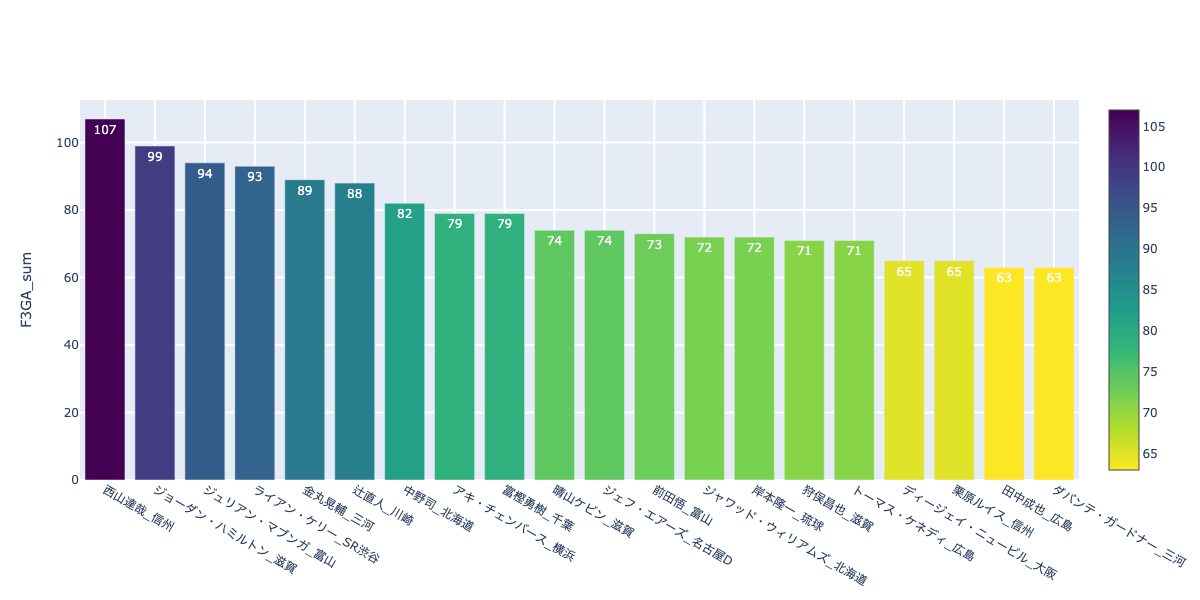 F3GA_sum
100
80
60
40
20
0
107
99
94
93
89
88
82
79
79
74
74
73
72
72
71
71
65
65
63
63
西山達哉_信州
ジョーダン・ハミルトン_滋賀
ジュリアン・マブンガ_富山
ライアン・ケリー_SR渋谷
金丸晃輔_三河
辻直人_川崎
中野司_北海道
アキ・チェンバース_横浜
富樫勇樹_千葉
晴山ケビン_滋賀
ジェフ・エアーズ_名古屋D
前田悟_富山
ジャワッド・ウィリアムズ_北海道
岸本隆一_琉球
狩俣昌也_滋賀
トーマス・ケネディ_広島
ディージェイ・ニュービル_大阪
栗原ルイス_信州
田中成也_広島
ダバンテ・ガードナー_三河
105
100
95
90
85
80
75
70
65